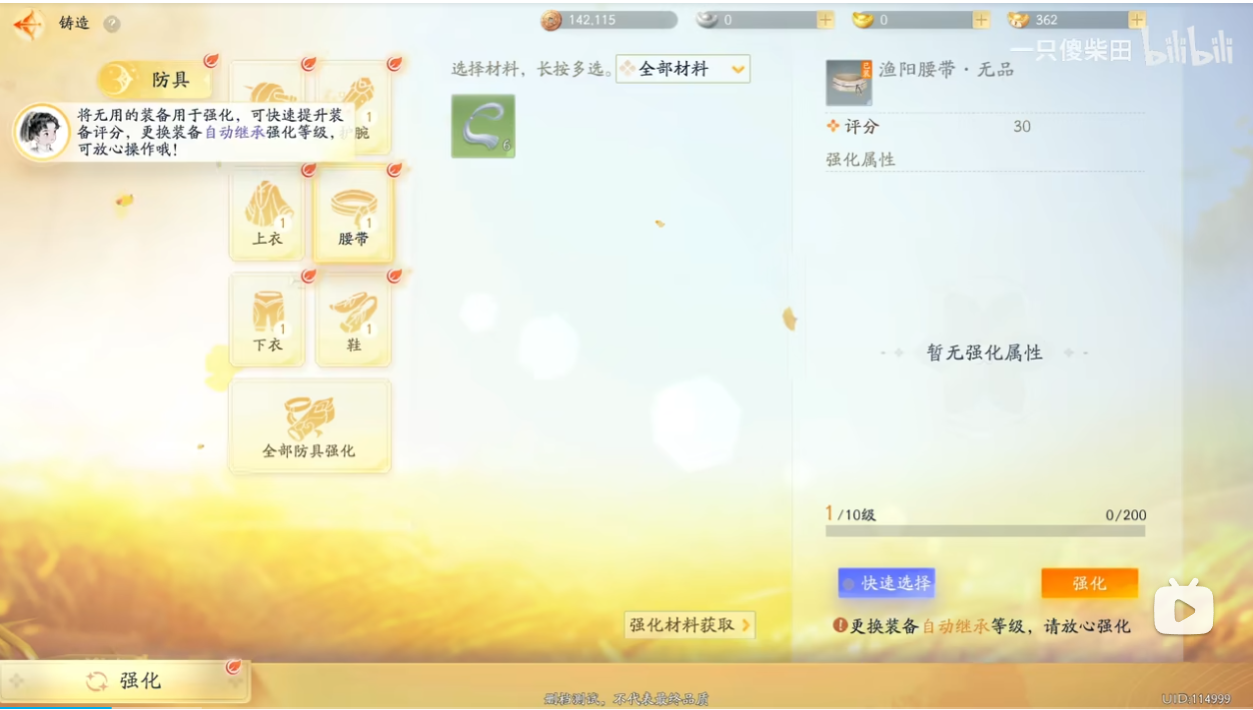 铸造
?
142,115
0
0
362
一只傻柴田 bilibili
防具
将无用的装备用于强化,可快速提升装
备评分,更换装备自动继承强化等级,
可放心操作哦!
1
腕
1
上衣
1
腰带
1
下衣
1
鞋
全部防具强化
选择材料,长按多选。
全部材料
6
渔阳腰带·无品
评分 30
强化属性
暂无强化属性
1/10级 0/200
快速选择
强化
强化材料获取
更换装备自动继承等级,请放心强化
强化
删档测试,不代表最终品质
UID:114999